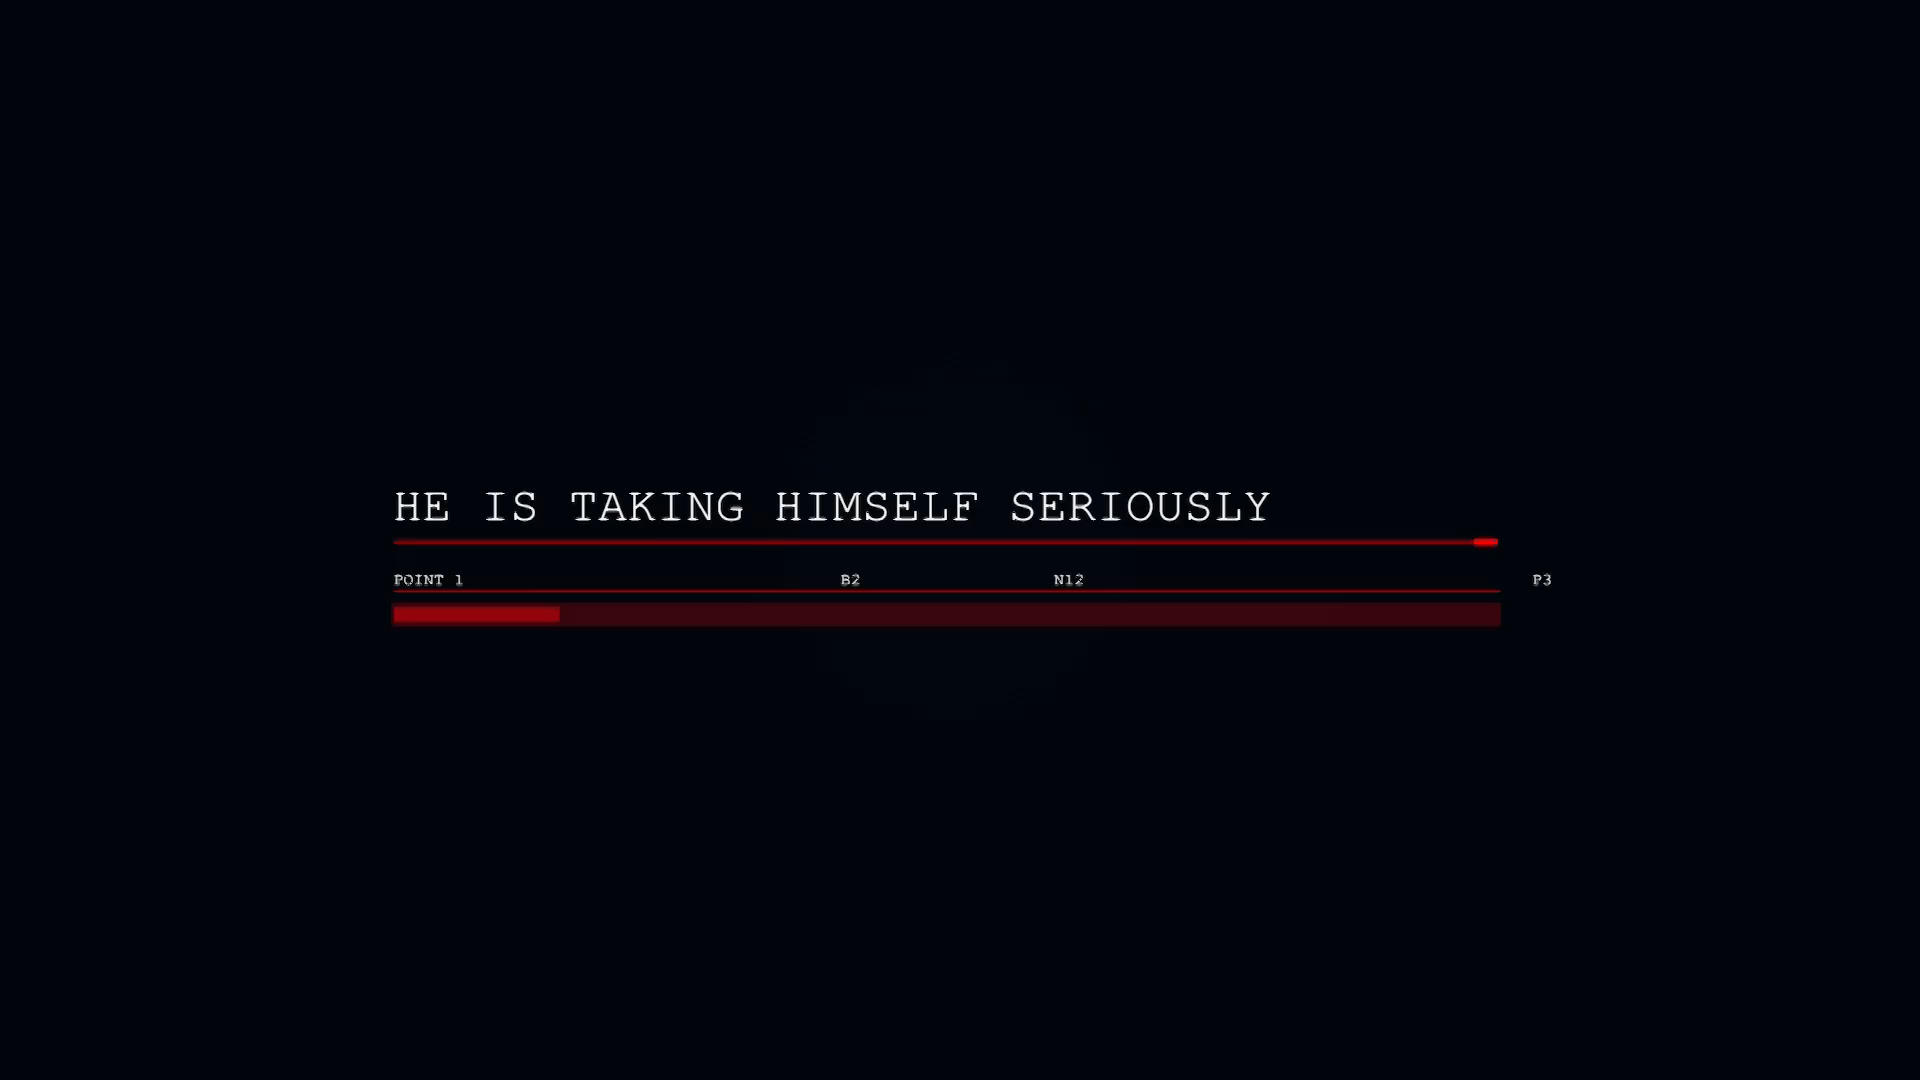 HE IS TAKING HIMSELF SERIOUSLY
POINT 1 B2 N12 P3